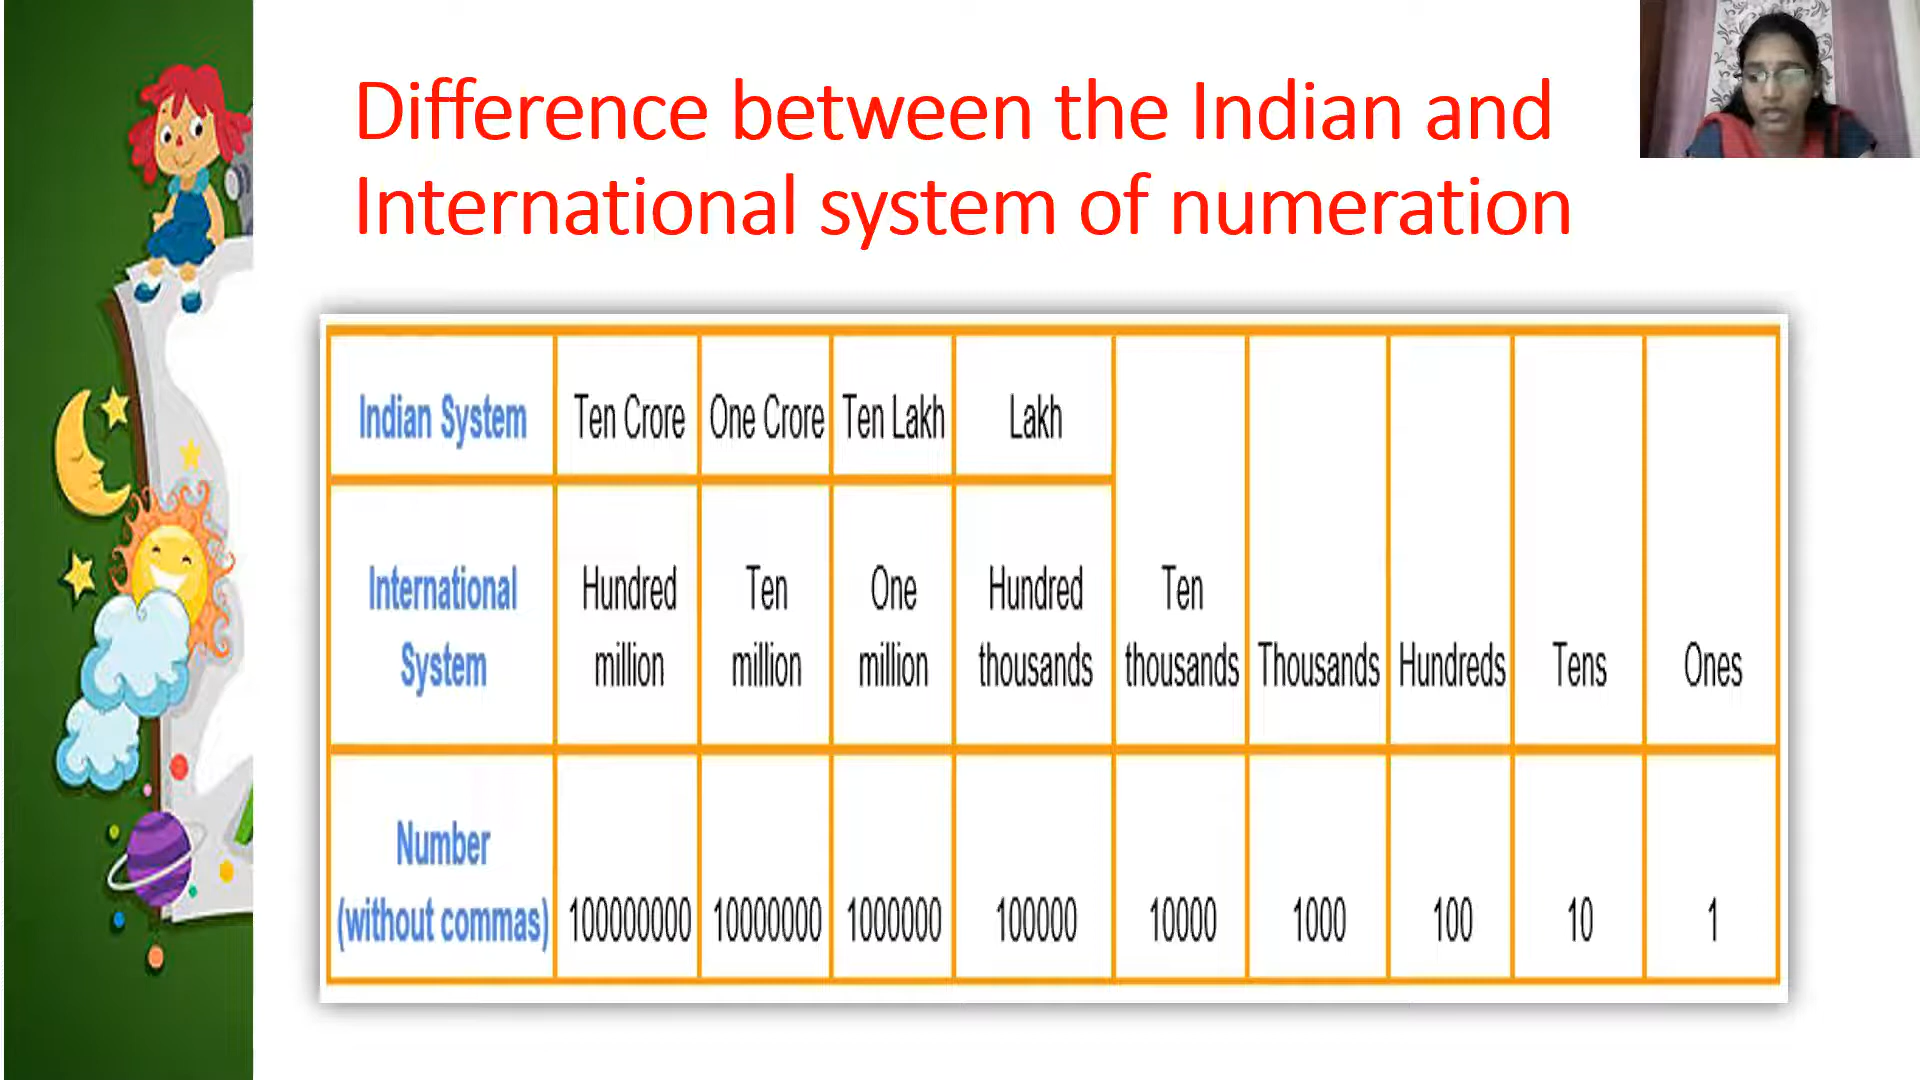 Difference between the Indian and
International system of numeration
Indian System Ten Crore One Crore Ten Lakh Lakh
International Hundred Ten One Hundred Ten
System million million million thousands thousands Thousands Hundreds Tens Ones
Number
(without commas) 100000000 10000000 1000000 100000 10000 1000 100 10 1